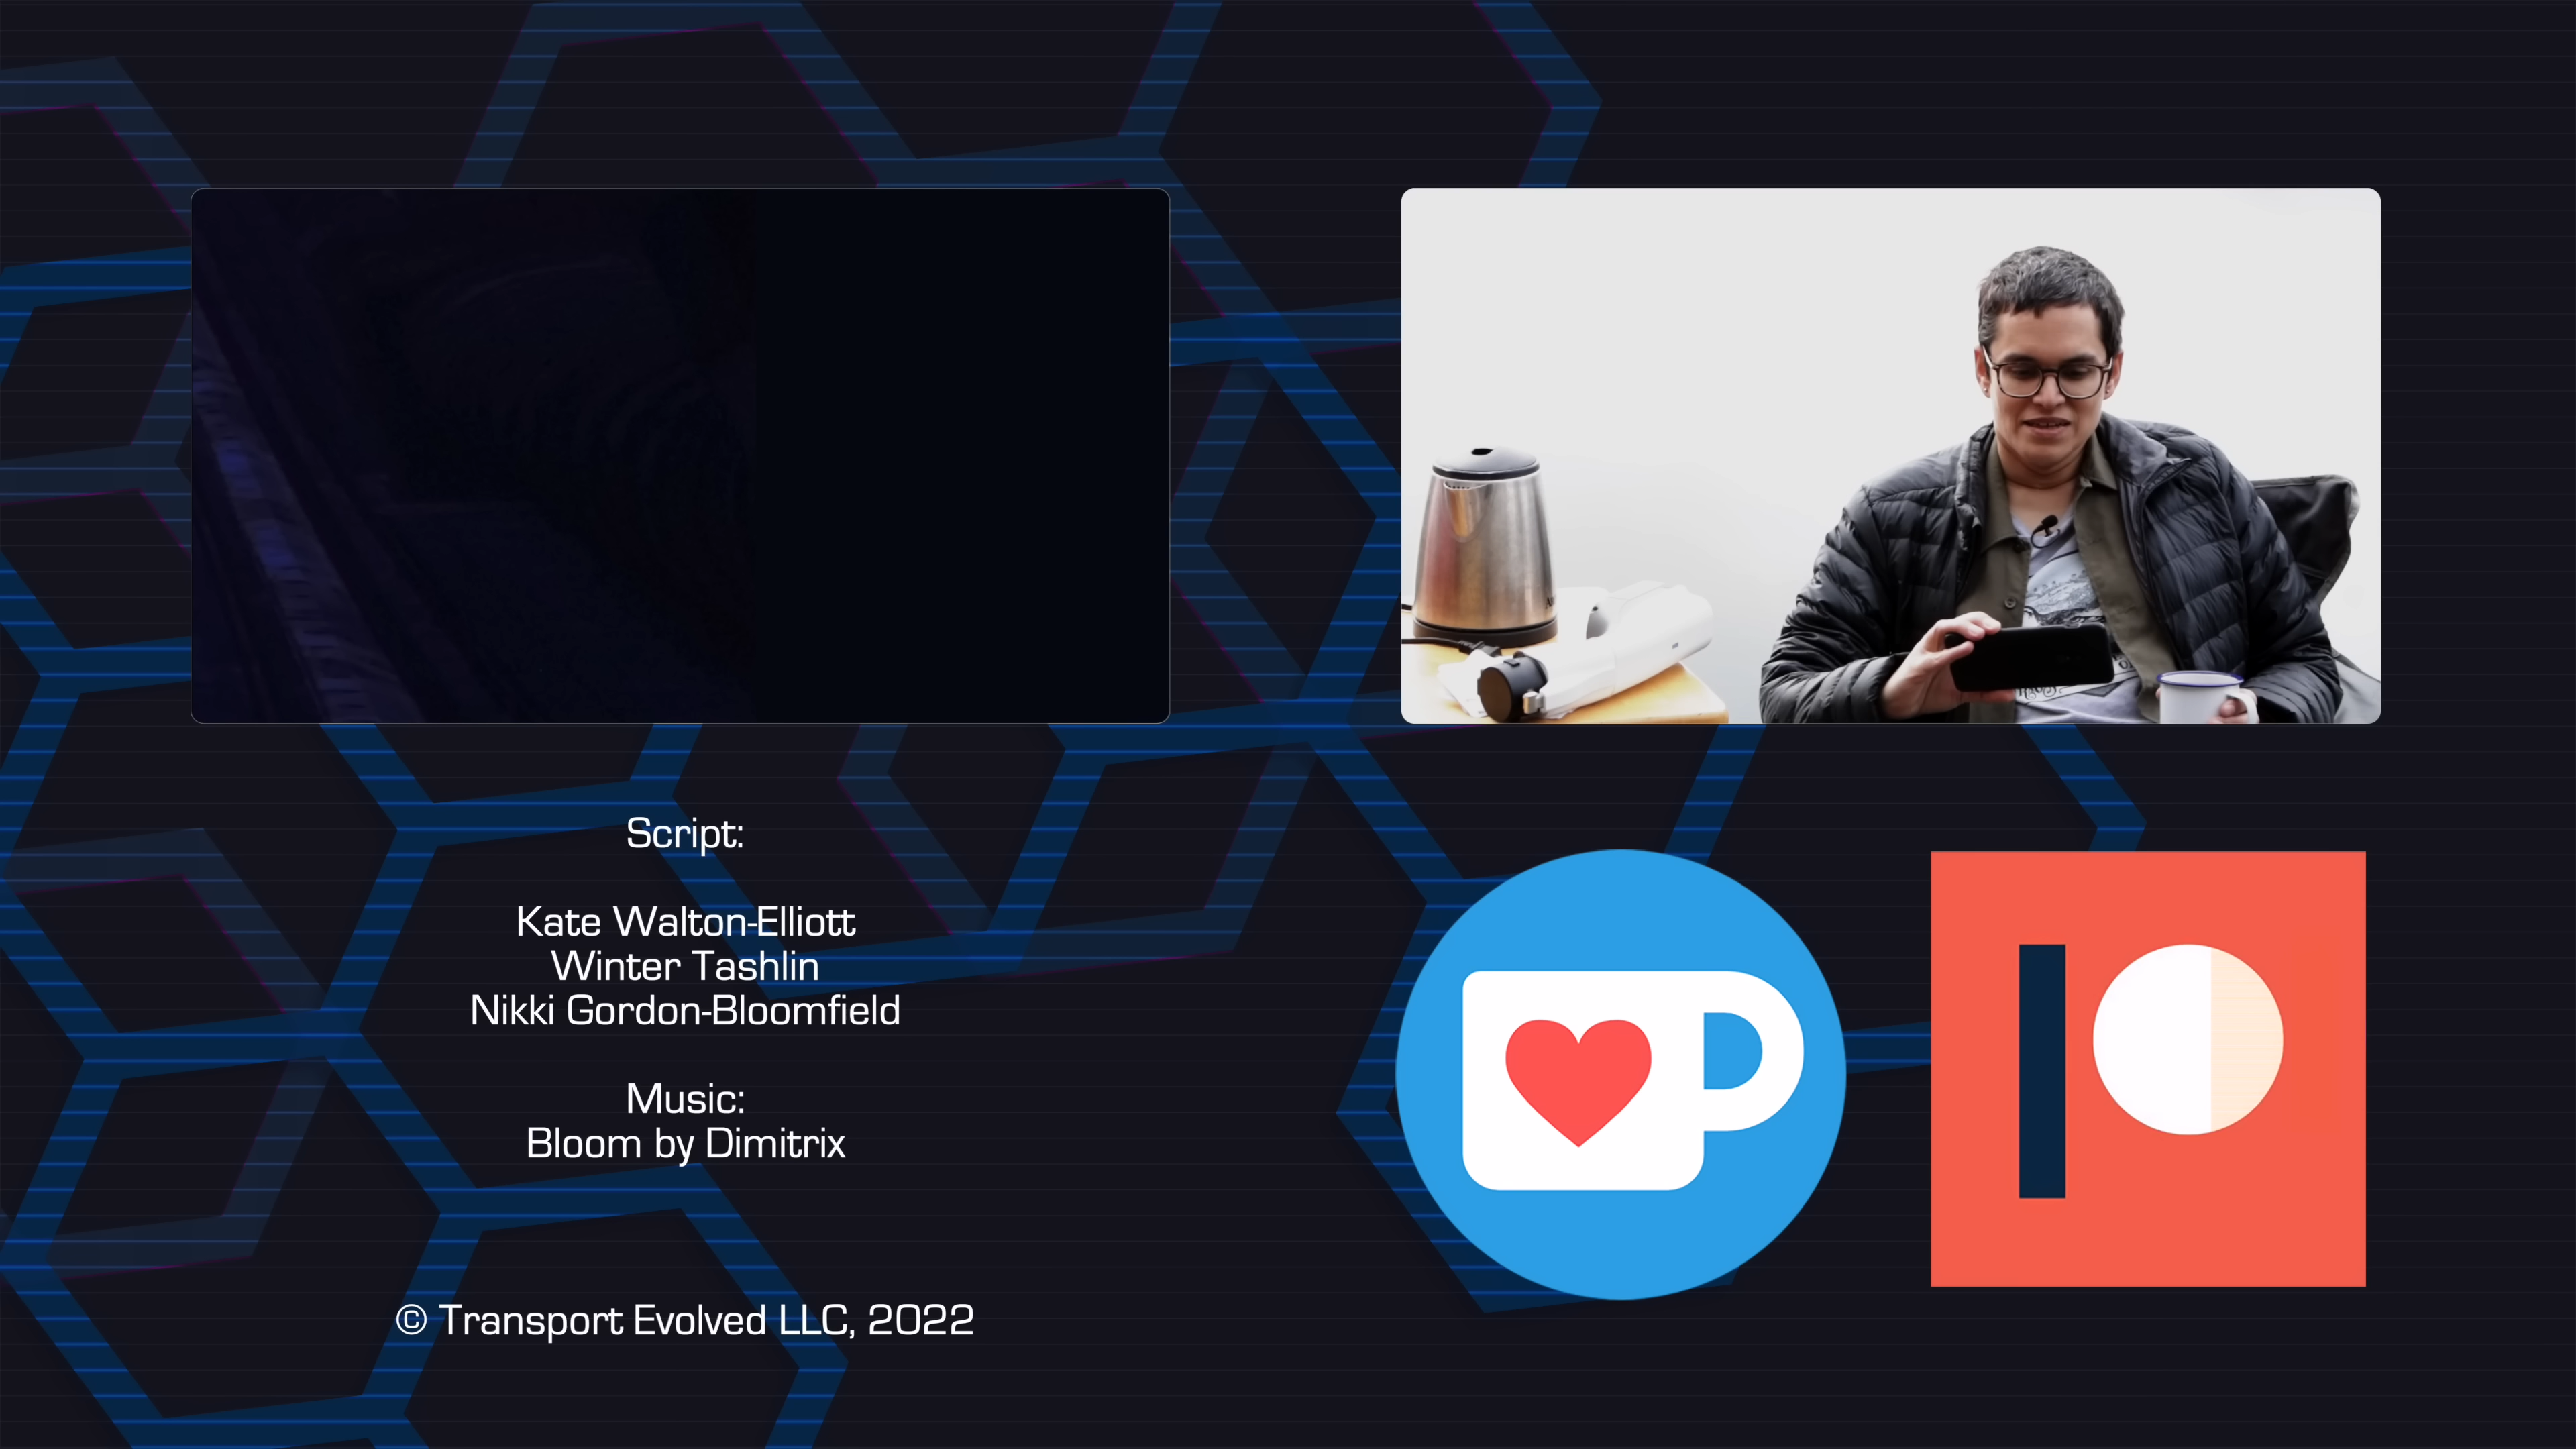 Script:
Kate Walton-Elliott
Winter Tashlin
Nikki Gordon-Bloomfield
Music:
Bloom by Dimitrix
© Transport Evolved LLC, 2022